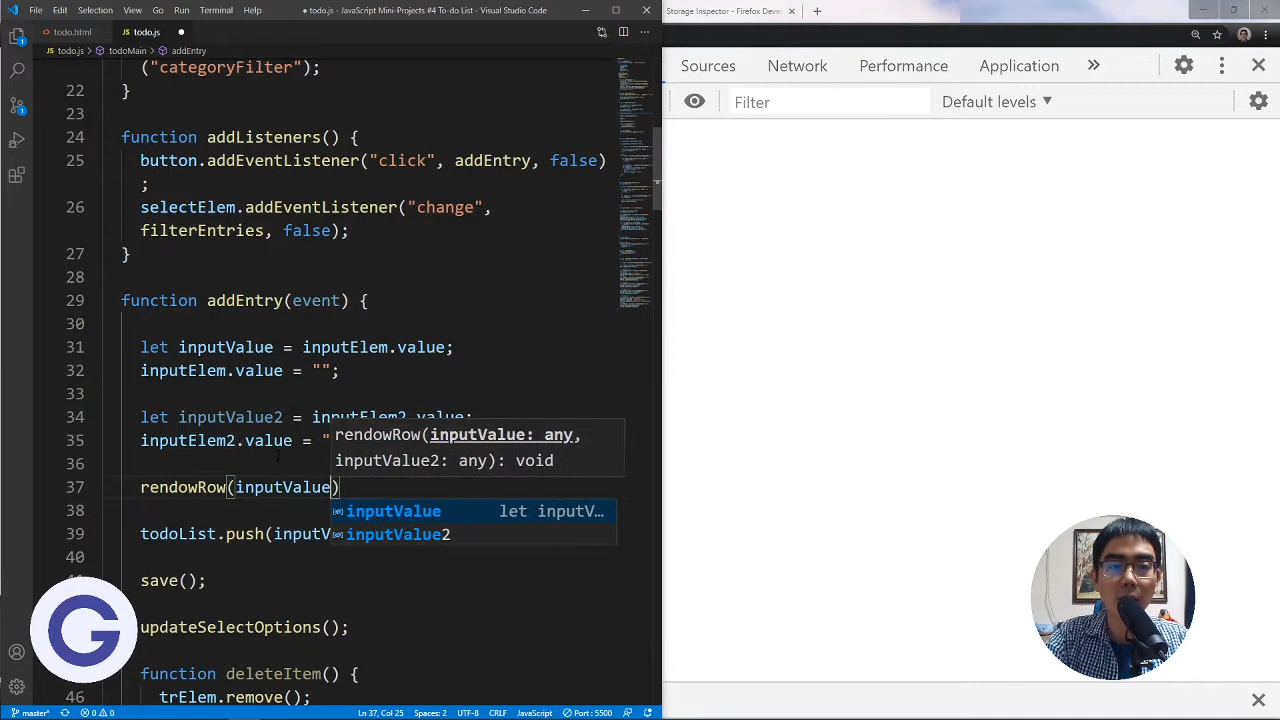 File Edit Selection View Go Run Terminal Help ● todo.js - JavaScript Mini-Projects #4 To-do List - Visual Studio Code
Storage Inspector - Firefox Devel
todo.html todo.js
todo.js > todoMain > addEntry
Sources Network Performance Application
Filter Default levels
("categoryFilter");
22
24 function addListeners() {
25 button.addEventListener("click", addEntry, false)
;
26 selectElem.addEventListener("change",
filterEntries, false);
27
29 function addEntry(event) {
30
31 let inputValue = inputElem.value;
32 inputElem.value = "";
33
34 let inputValue2 = inputElem2.value;
35 inputElem2.value = "
rendowRow(inputValue: any,
inputValue2: any): void
36
37 rendowRow(inputValue)
38 inputValue let inputV...
39 todoList.push(inputV
inputValue2
40
save();
updateSelectOptions();
function deleteItem() {
46 trElem.remove();
G
master* 0 0 Ln 37, Col 25 Spaces: 2 UTF-8 CRLF JavaScript Port : 5500